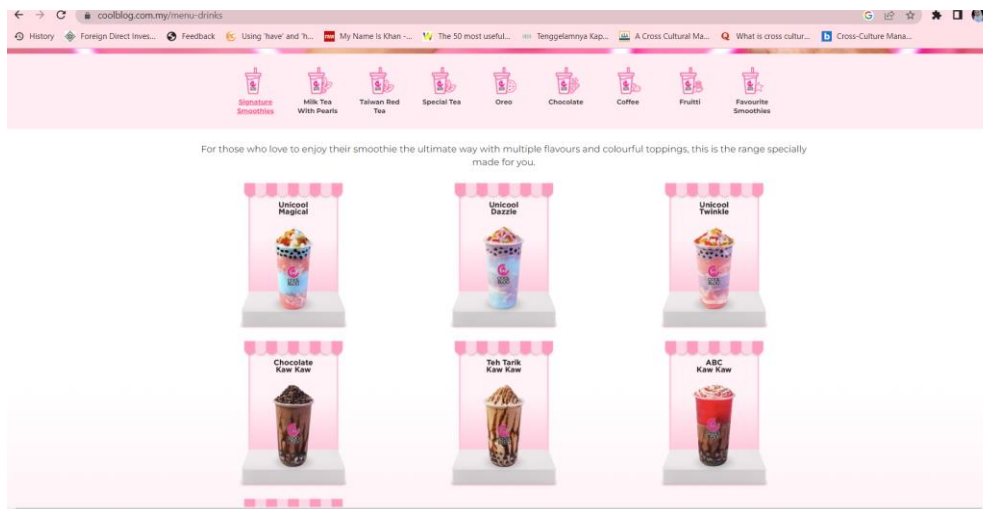 coolblog.com.my/menu-drinks
History Foreign Direct Inves... Feedback Using 'have' and 'h... My Name Is Khan -... The 50 most useful... Tenggelamnya Kap... A Cross Cultural Ma... What is cross cultur... Cross-Culture Mana...
Signature Smoothies
Milk Tea With Pearls
Taiwan Red Tea
Special Tea
Oreo
Chocolate
Coffee
Fruitti
Favourite Smoothies
For those who love to enjoy their smoothie the ultimate way with multiple flavours and colourful toppings, this is the range specially
made for you.
Unicool
Magical
Unicool
Dazzle
Unicool
Twinkle
Chocolate
Kaw Kaw
Teh Tarik
Kaw Kaw
ABC
Kaw Kaw